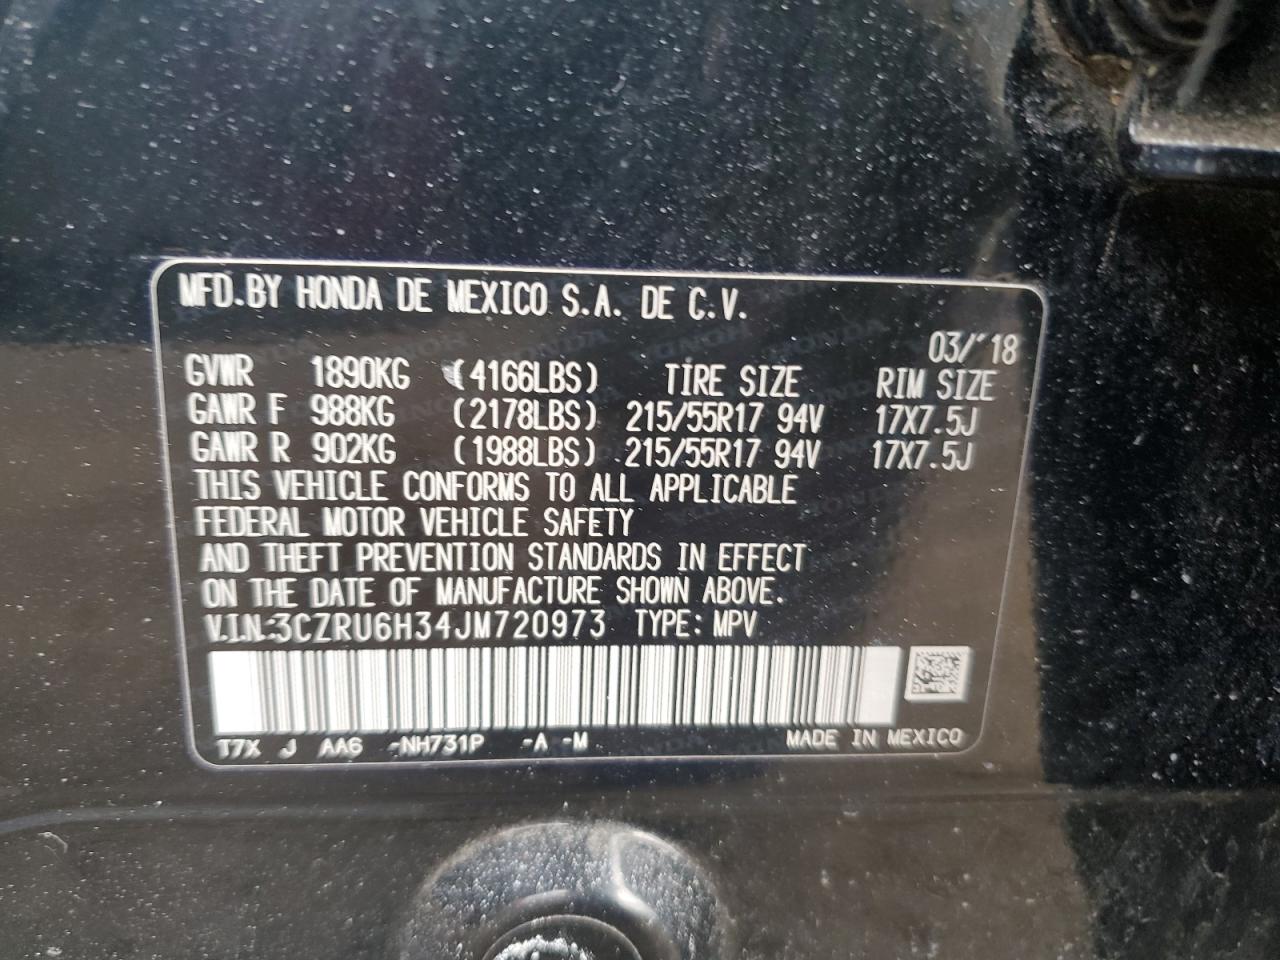 MFD.BY HONDA DE MEXICO S.A. DE C.V.
03/'18
GVWR 1890KG (4166LBS) TIRE SIZE RIM SIZE
GAWR F 988KG (2178LBS) 215/55R17 94V 17X7.5J
GAWR R 902KG (1988LBS) 215/55R17 94V 17X7.5J
THIS VEHICLE CONFORMS TO ALL APPLICABLE
FEDERAL MOTOR VEHICLE SAFETY
AND THEFT PREVENTION STANDARDS IN EFFECT
ON THE DATE OF MANUFACTURE SHOWN ABOVE.
V.I.N:3CZRU6H34JM720973 TYPE: MPV
T7X J AA6 -NH731P -A -M MADE IN MEXICO